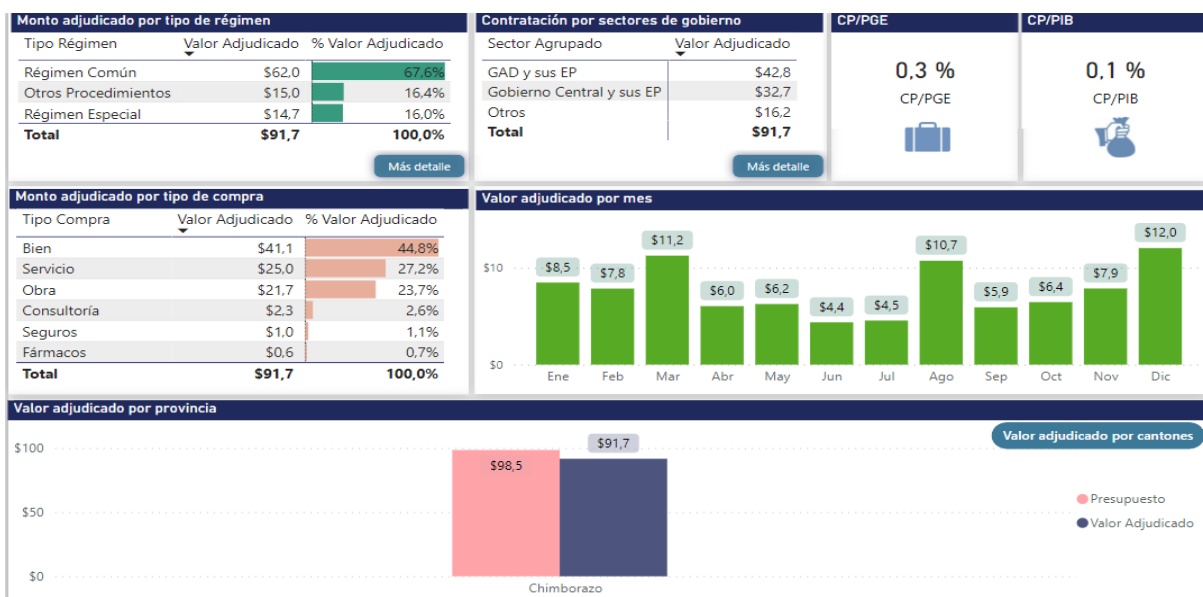 Monto adjudicado por tipo de régimen
Tipo Régimen Valor Adjudicado % Valor Adjudicado
Régimen Común $62,0 67,6%
Otros Procedimientos $15,0 16,4%
Régimen Especial $14,7 16,0%
Total $91,7 100,0%
Más detalle
Contratación por sectores de gobierno
Sector Agrupado Valor Adjudicado
GAD y sus EP $42,8
Gobierno Central y sus EP $32,7
Otros $16,2
Total $91,7
Más detalle
CP/PGE
0,3 %
CP/PGE
CP/PIB
0,1 %
CP/PIB
Monto adjudicado por tipo de compra
Tipo Compra Valor Adjudicado % Valor Adjudicado
Bien $41,1 44,8%
Servicio $25,0 27,2%
Obra $21,7 23,7%
Consultoría $2,3 2,6%
Seguros $1,0 1,1%
Fármacos $0,6 0,7%
Total $91,7 100,0%
Valor adjudicado por mes
$10
$0
$8,5 $7,8 $11,2 $6,0 $6,2 $4,4 $4,5 $10,7 $5,9 $6,4 $7,9 $12,0
Ene Feb Mar Abr May Jun Jul Ago Sep Oct Nov Dic
Valor adjudicado por provincia
Valor adjudicado por cantones
$100
$50
$0
$98,5 $91,7
Chimborazo
Presupuesto
Valor Adjudicado